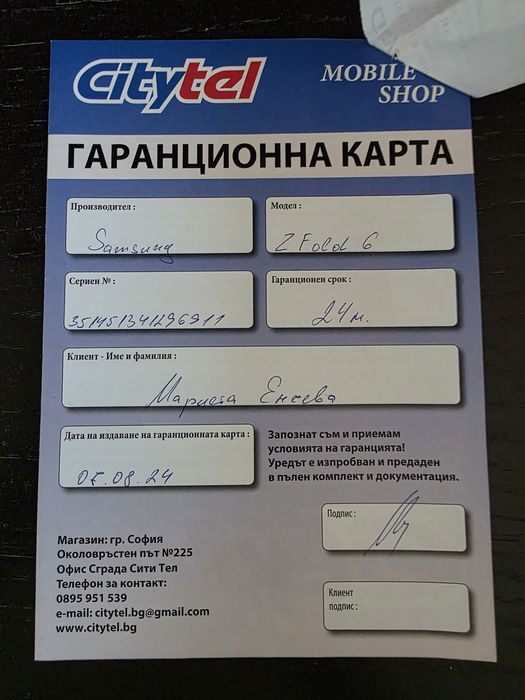 Citytel
MOBILE
SHOP
ГАРАНЦИОННА КАРТА
Производител :
Модел :
Samsung
Z Fold 6
Сериен № :
Гаранционен срок :
351451341296911
24 м.
Клиент - Име и фамилия :
Мариета Енчева
Дата на издаване на гаранционната карта :
07.08.24
Запознат съм и приемам
условията на гаранцията!
Уредът е изпробван и предаден
в пълен комплект и документация.
Подпис :
Магазин: гр. София
Околовръстен път №225
Офис Сграда Сити Тел
Телефон за контакт:
0895 951 539
e-mail: citytel.bg@gmail.com
www.citytel.bg
Клиент
подпис :